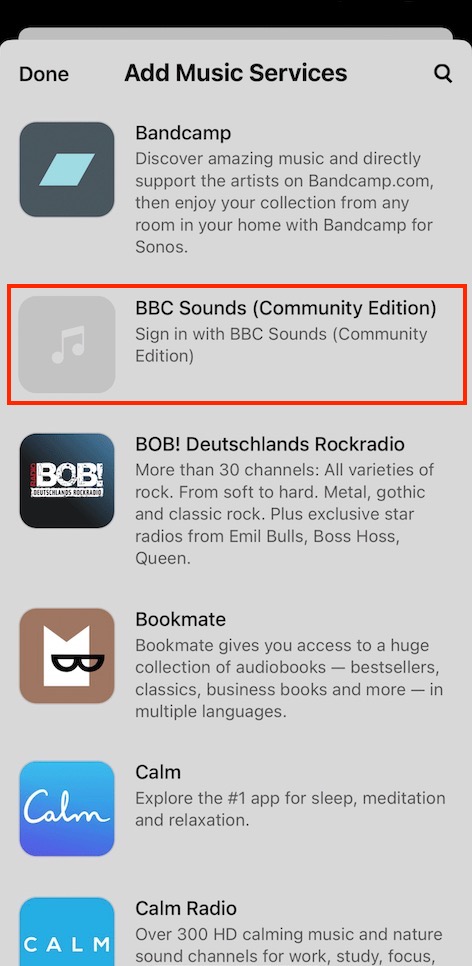 Done Add Music Services
Bandcamp
Discover amazing music and directly
support the artists on Bandcamp.com,
then enjoy your collection from any
room in your home with Bandcamp for
Sonos.
BBC Sounds (Community Edition)
Sign in with BBC Sounds (Community
Edition)
RADIO BOB!
DEUTSCHLANDS ROCKRADIO
BOB! Deutschlands Rockradio
More than 30 channels: All varieties of
rock. From soft to hard. Metal, gothic
and classic rock. Plus exclusive star
radios from Emil Bulls, Boss Hoss,
Queen.
Bookmate
Bookmate gives you access to a huge
collection of audiobooks — bestsellers,
classics, business books and more — in
multiple languages.
Calm
Calm
Explore the #1 app for sleep, meditation
and relaxation.
CALM
Calm Radio
Over 300 HD calming music and nature
sound channels for work, study, focus,